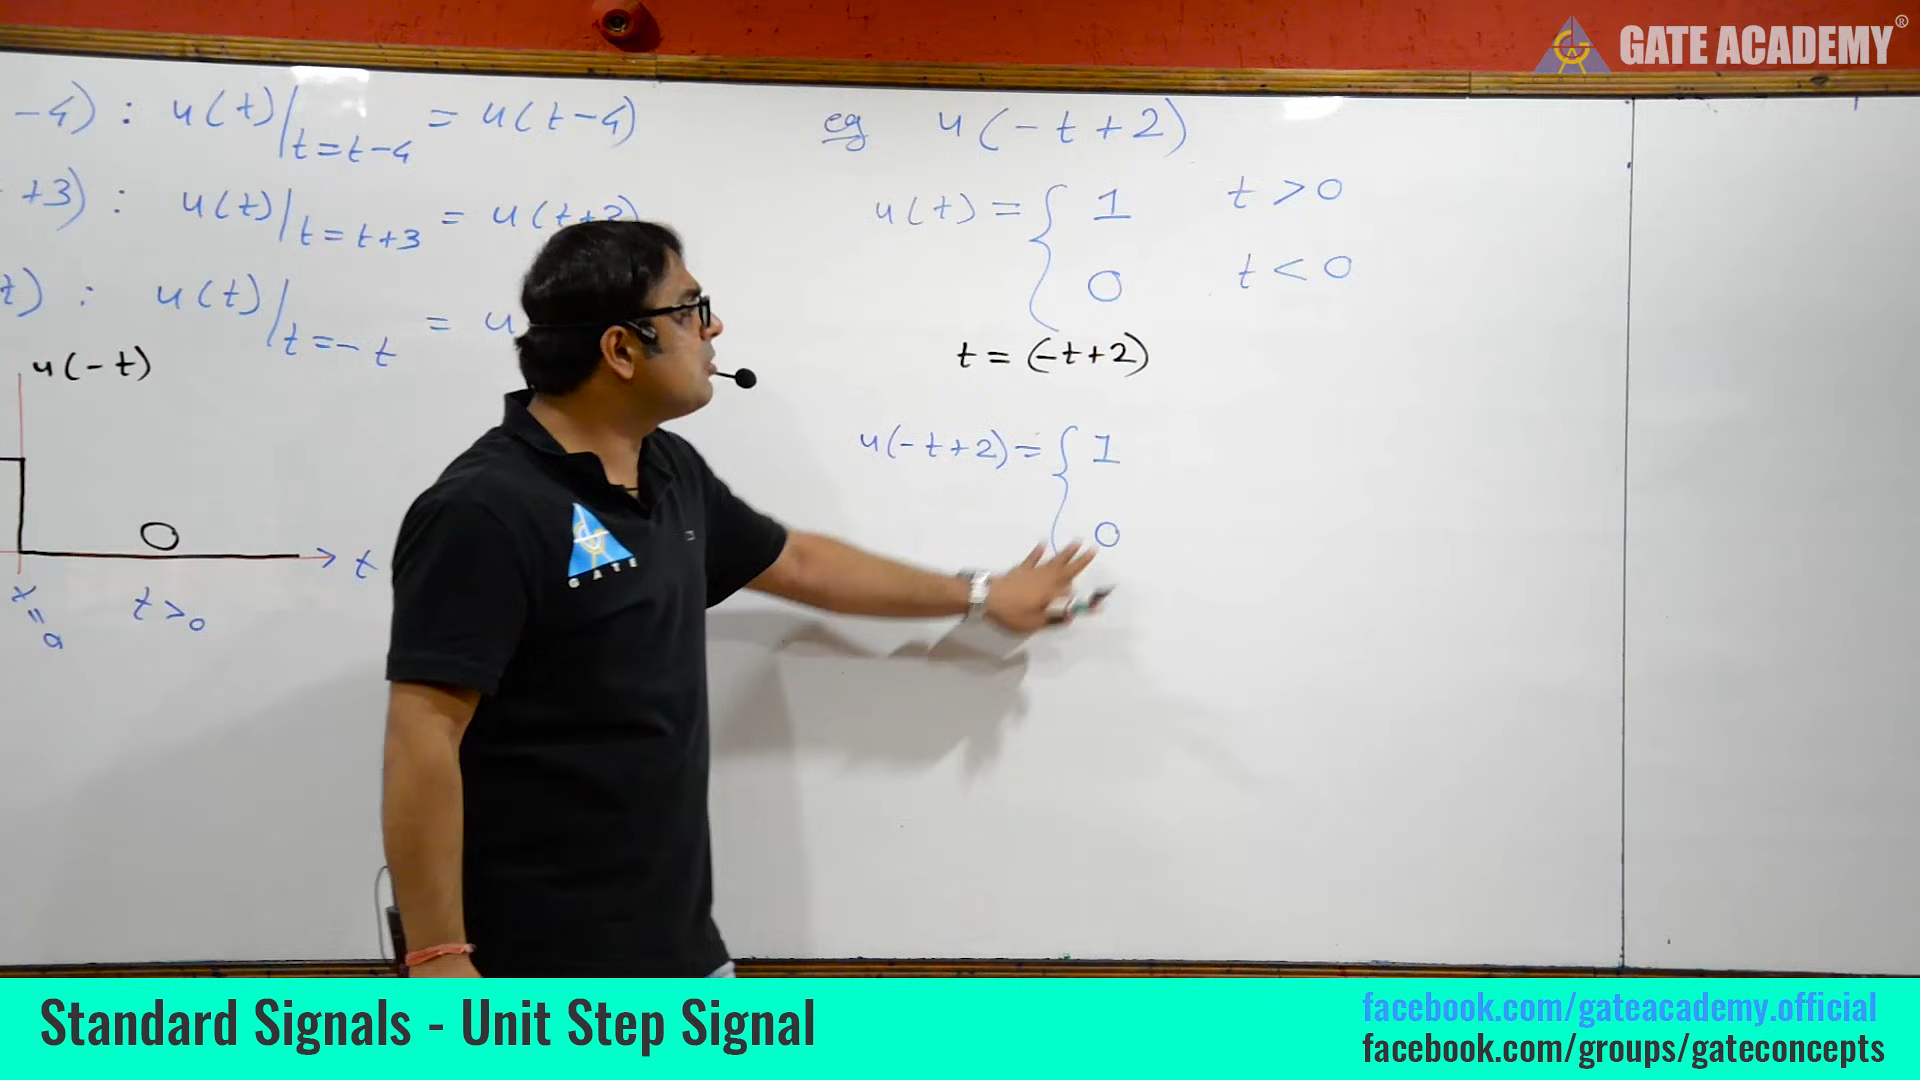 GATE ACADEMY®
-4) : u(t)|t=t-4 = u(t-4)
+3) : u(t)|t=t+3 = u(t+3)
t) : u(t)|t=-t = u
u(-t)
0
t
t>0
eg u(-t+2)
u(t) = { 1 t>0
0 t<0
t = (-t+2)
u(-t+2) = { 1
0
GATE
Standard Signals - Unit Step Signal
facebook.com/gateacademy.official
facebook.com/groups/gateconcepts